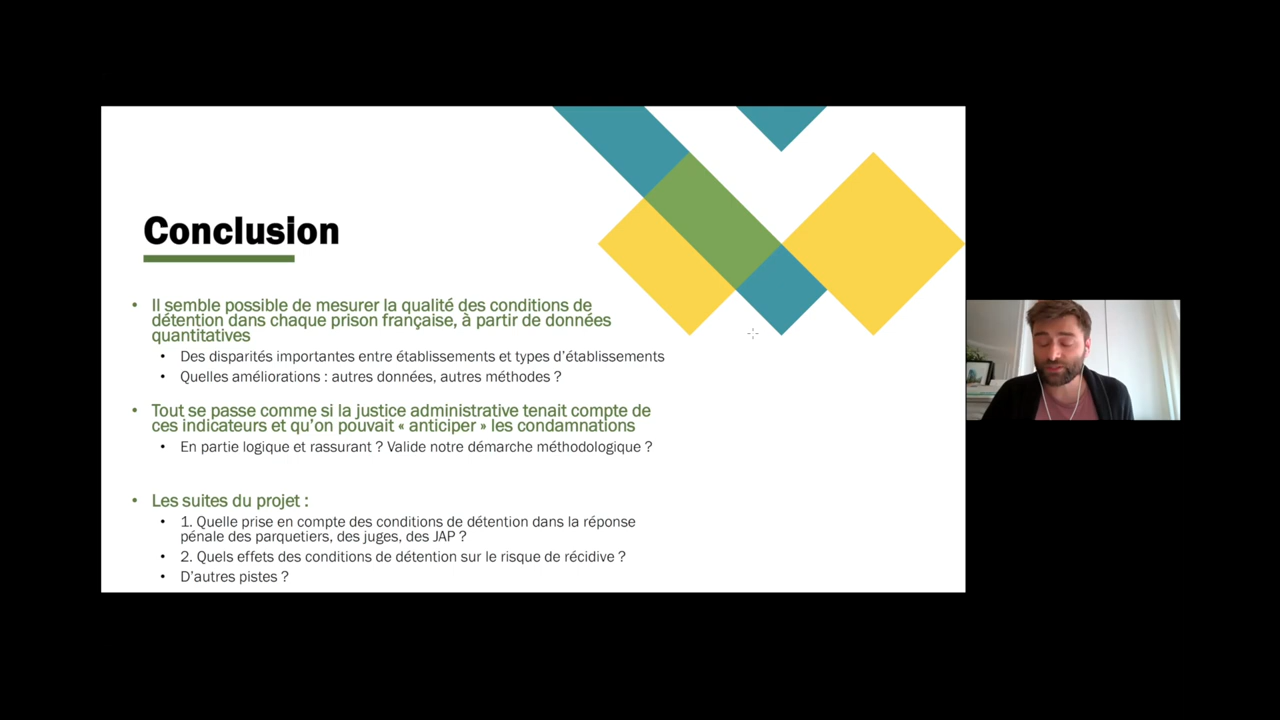 Conclusion
• Il semble possible de mesurer la qualité des conditions de
détention dans chaque prison française, à partir de données
quantitatives
• Des disparités importantes entre établissements et types d'établissements
• Quelles améliorations : autres données, autres méthodes ?
• Tout se passe comme si la justice administrative tenait compte de
ces indicateurs et qu'on pouvait « anticiper » les condamnations
• En partie logique et rassurant ? Valide notre démarche méthodologique ?
• Les suites du projet :
• 1. Quelle prise en compte des conditions de détention dans la réponse
pénale des parquetiers, des juges, des JAP ?
• 2. Quels effets des conditions de détention sur le risque de récidive ?
• D'autres pistes ?